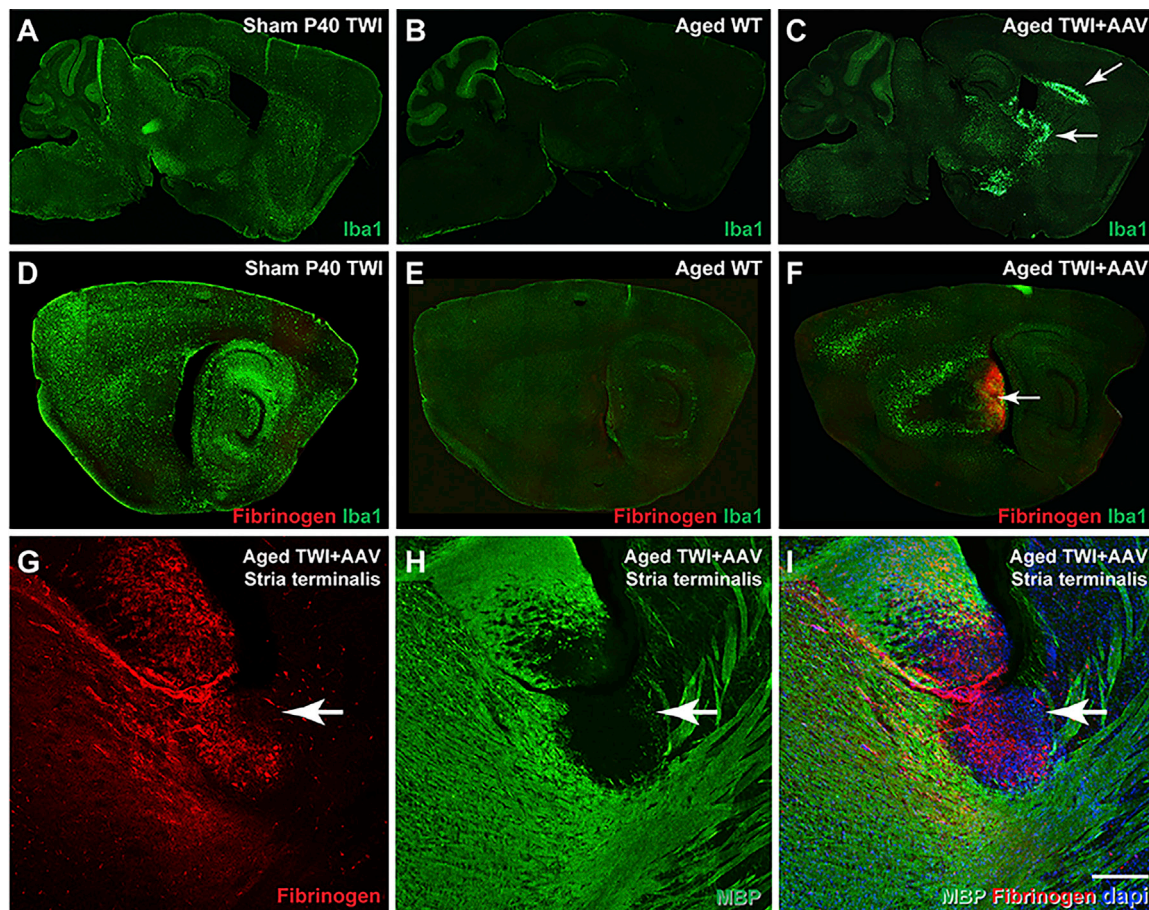 A Sham P40 TWI
Iba1
B Aged WT
Iba1
C Aged TWI+AAV
Iba1
D Sham P40 TWI
Fibrinogen Iba1
E Aged WT
Fibrinogen Iba1
F Aged TWI+AAV
Fibrinogen Iba1
G Aged TWI+AAV
Stria terminalis
Fibrinogen
H Aged TWI+AAV
Stria terminalis
MBP
I Aged TWI+AAV
Stria terminalis
MBP Fibrinogen dapi